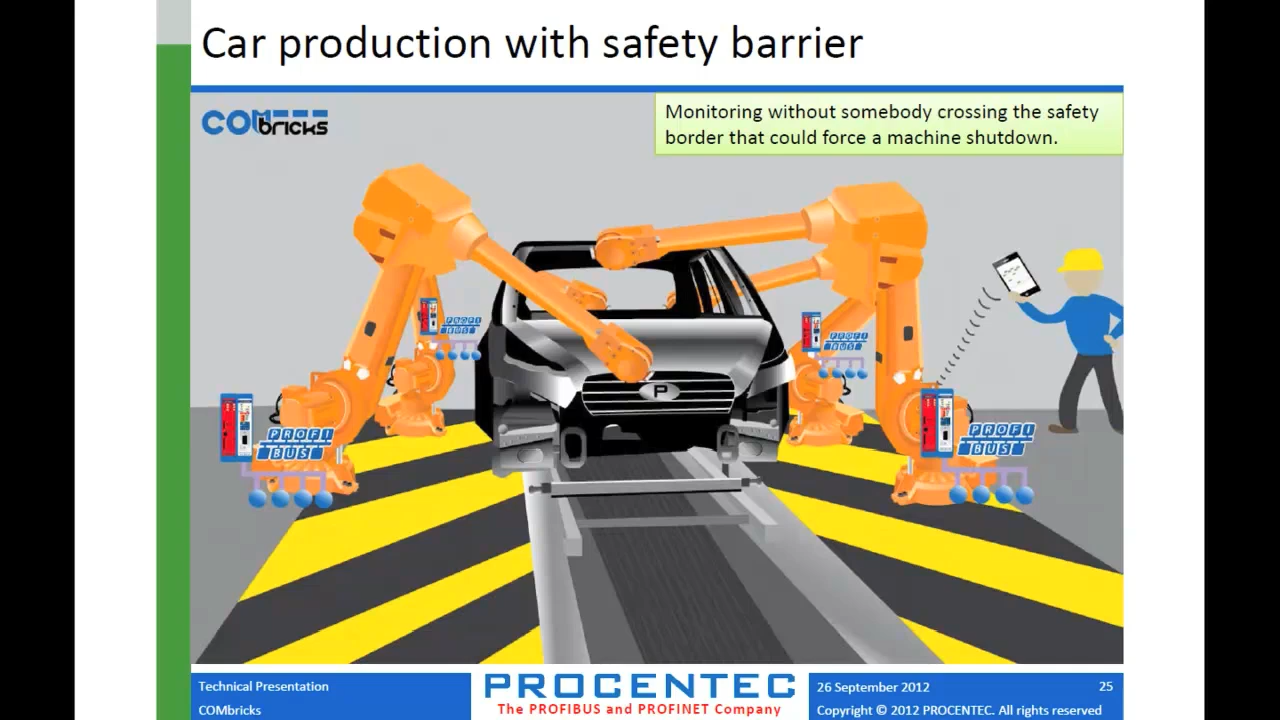 Car production with safety barrier
COMbricks
Monitoring without somebody crossing the safety
border that could force a machine shutdown.
PROFI
BUS
PROFI
BUS
PROFI
BUS
PROFI
BUS
P
Technical Presentation
COMbricks
PROCENTEC
The PROFIBUS and PROFINET Company
26 September 2012
25
Copyright © 2012 PROCENTEC. All rights reserved